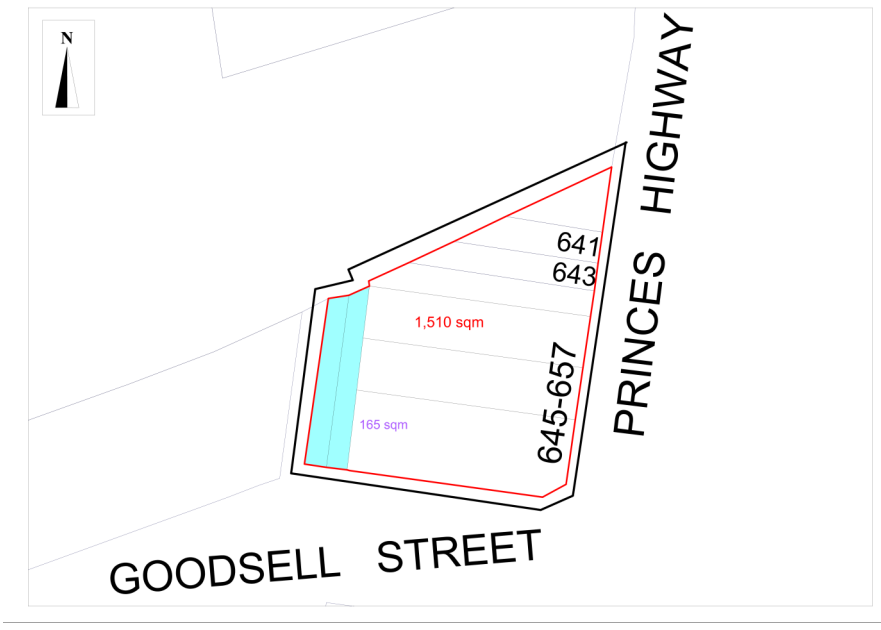 N
PRINCES HIGHWAY
641
643
1,510 sqm
645-657
165 sqm
GOODSELL STREET